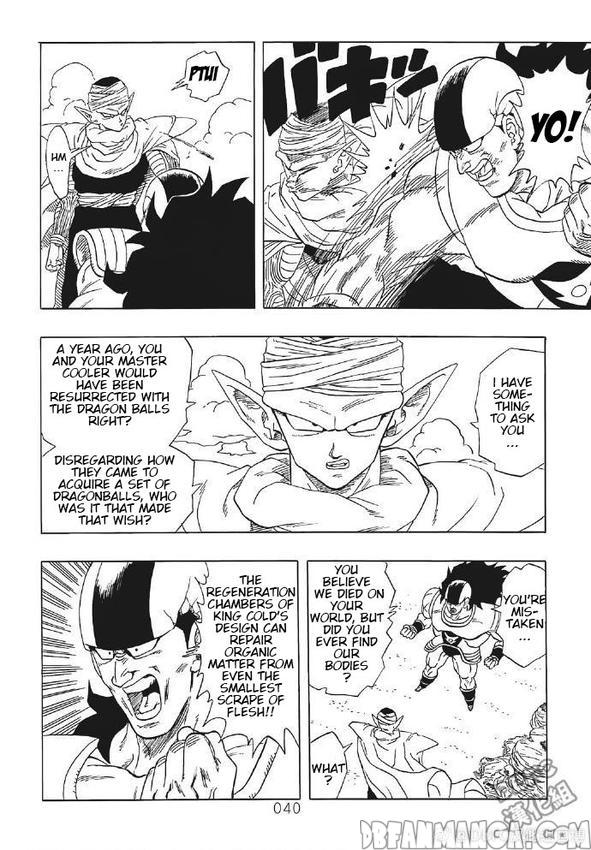 バキッ
YO!
PTUI
HM
...
I HAVE
SOME-
THING
TO ASK
YOU
...
A YEAR AGO, YOU
AND YOUR MASTER
COOLER WOULD
HAVE BEEN
RESURRECTED WITH
THE DRAGON BALLS
RIGHT?
DISREGARDING HOW
THEY CAME TO
ACQUIRE A SET OF
DRAGONBALLS, WHO
WAS IT THAT MADE
THAT WISH?
YOU'RE
MIS-
TAKEN
...
YOU
BELIEVE
WE DIED ON
YOUR
WORLD, BUT
DID YOU
EVER FIND
OUR
BODIES?
WHAT
?
THE
REGENERATION
CHAMBERS OF
KING COLD'S
DESIGN CAN
REPAIR
ORGANIC
MATTER FROM
EVEN THE
SMALLEST
SCRAPE OF
FLESH!!
040
漢化組
DBFANMANGA.COM